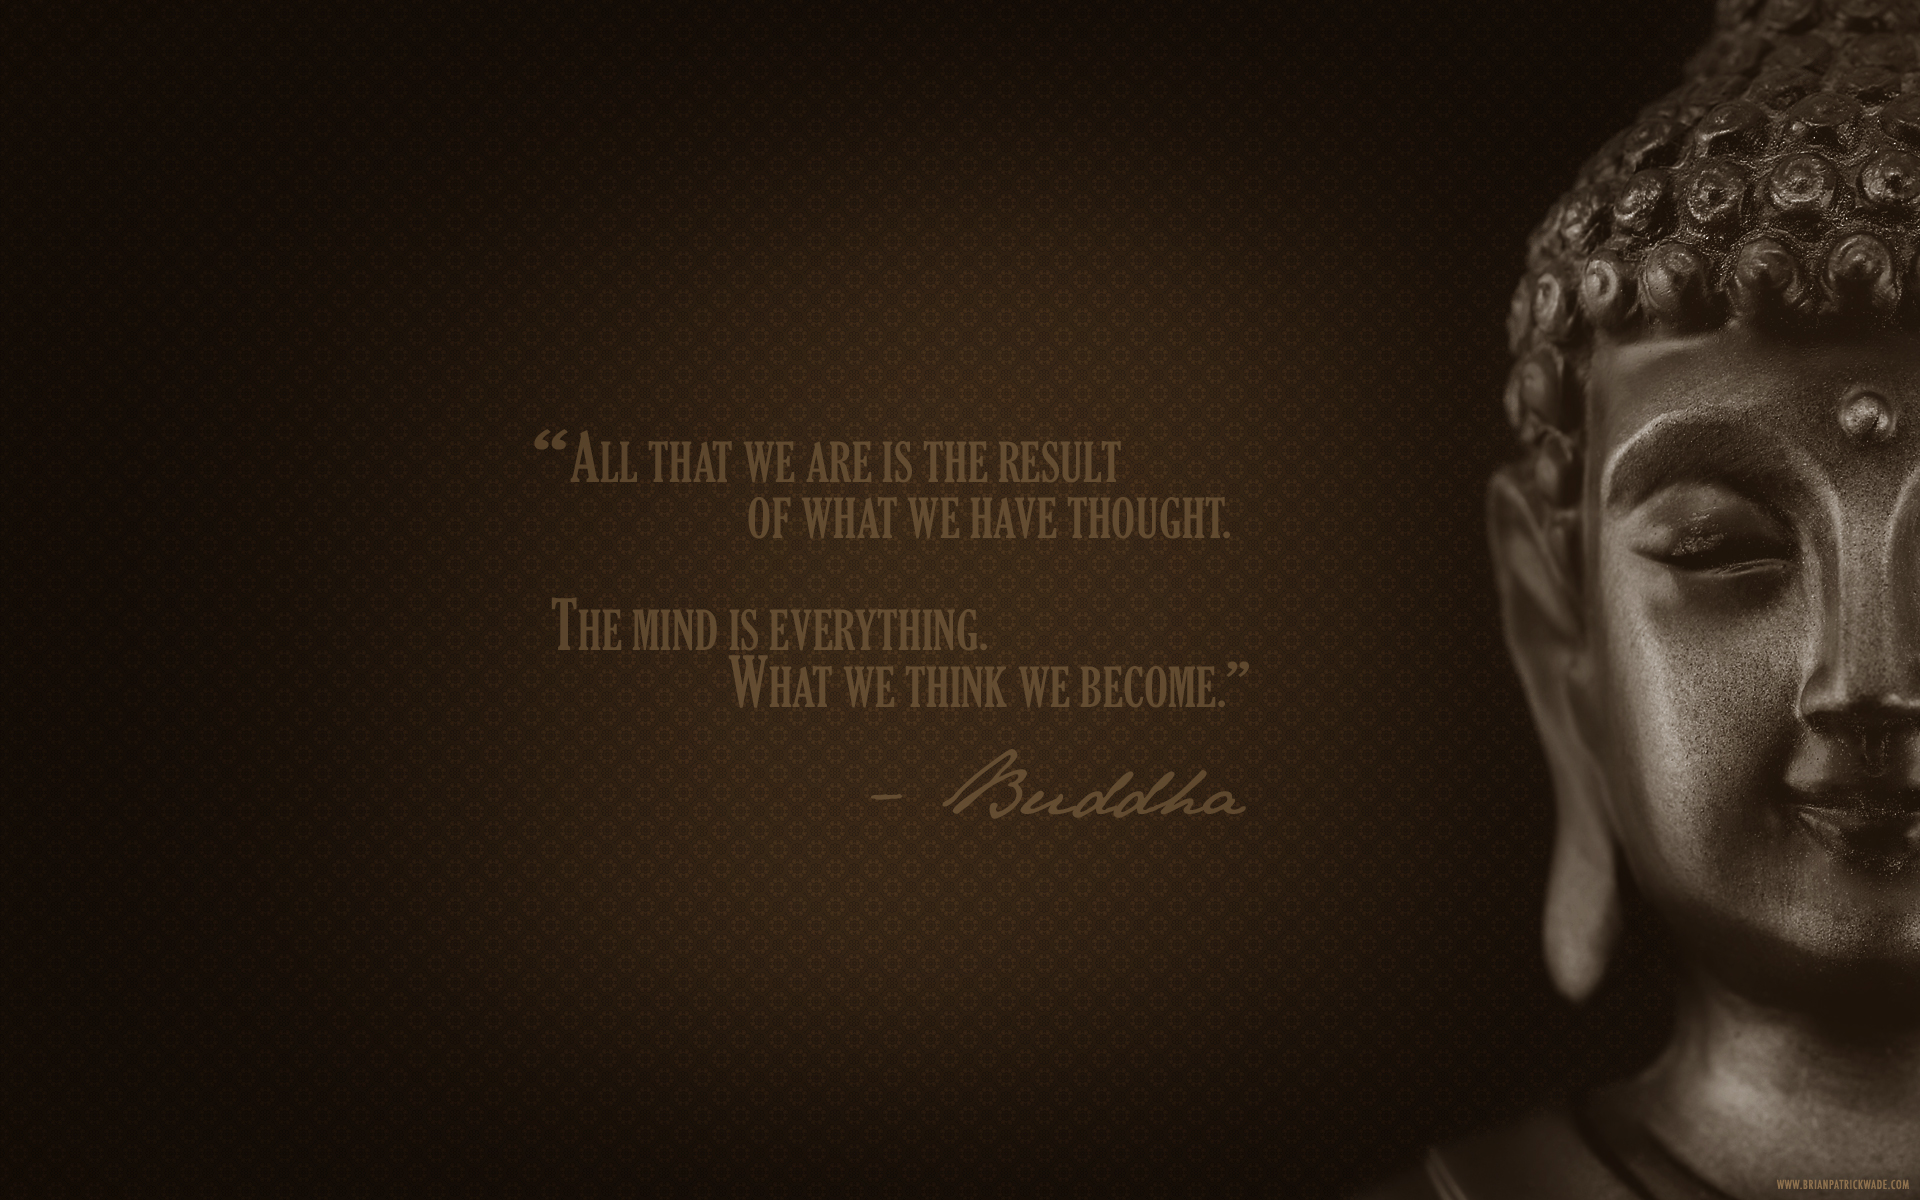 “All that we are is the result
of what we have thought.
The mind is everything.
What we think we become.”
– Buddha
www.brianpatrickwade.com